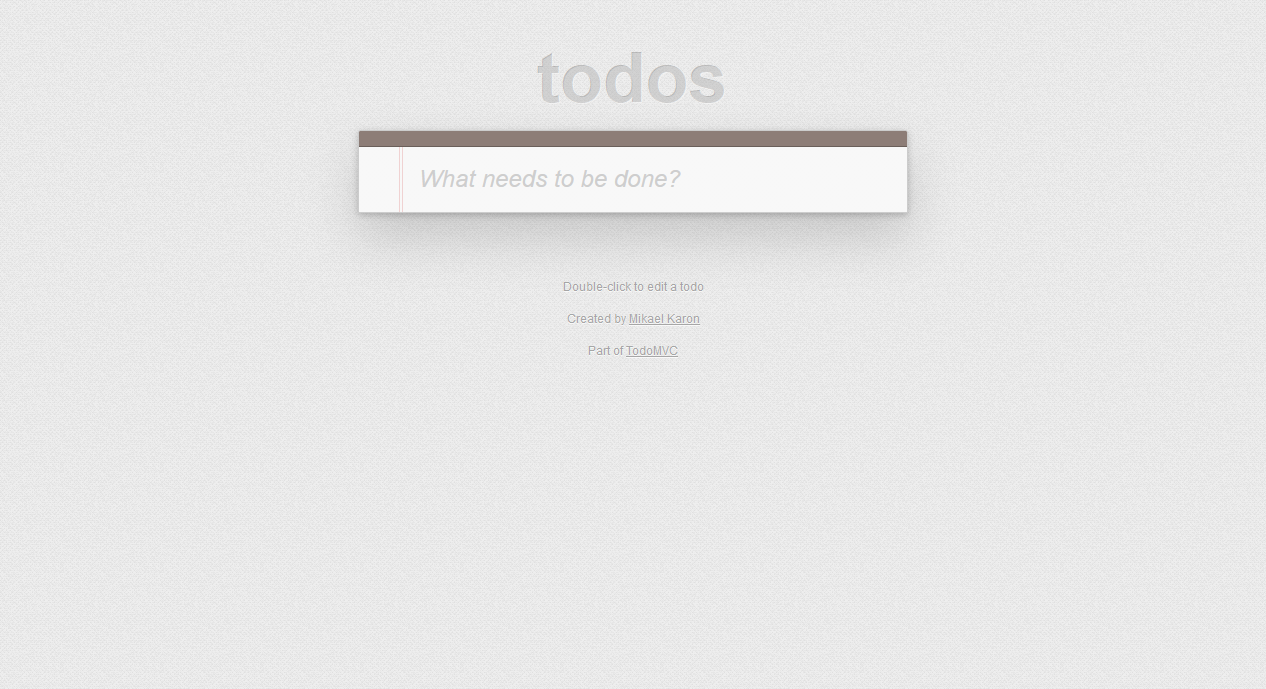 todos
What needs to be done?
Double-click to edit a todo
Created by Mikael Karon
Part of TodoMVC